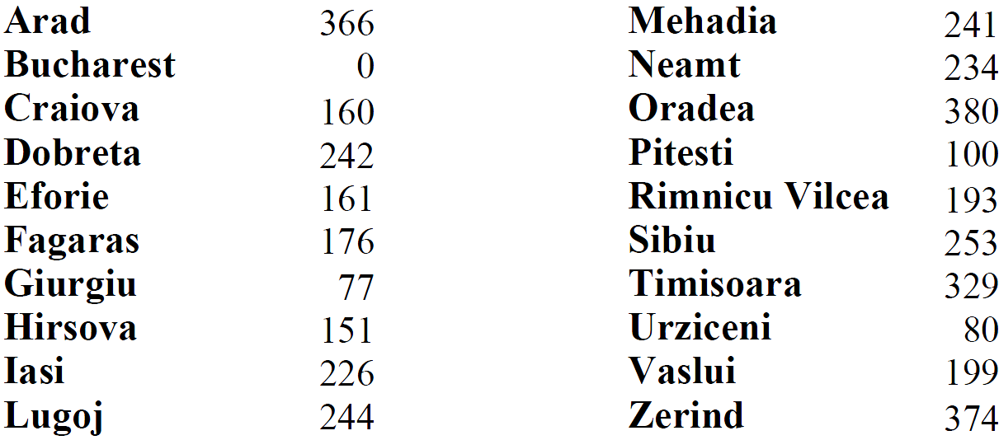 Arad 366 Mehadia 241
Bucharest 0 Neamt 234
Craiova 160 Oradea 380
Dobreta 242 Pitesti 100
Eforie 161 Rimnicu Vilcea 193
Fagaras 176 Sibiu 253
Giurgiu 77 Timisoara 329
Hirsova 151 Urziceni 80
Iasi 226 Vaslui 199
Lugoj 244 Zerind 374